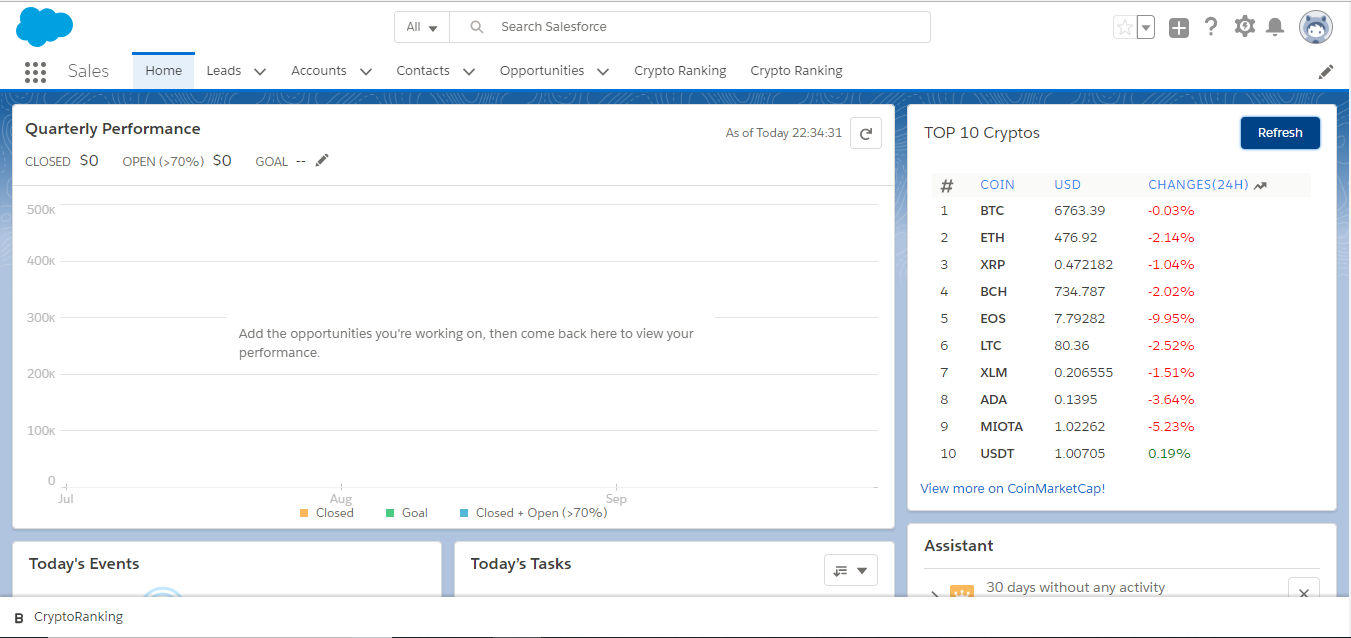 All
Search Salesforce
Sales
Home
Leads
Accounts
Contacts
Opportunities
Crypto Ranking
Crypto Ranking
Quarterly Performance
As of Today 22:34:31
CLOSED $0 OPEN (>70%) $0 GOAL --
500K
400K
300K
200K
100K
0
Add the opportunities you're working on, then come back here to view your
performance.
Jul Aug Sep
Closed Goal Closed + Open (>70%)
TOP 10 Cryptos
Refresh
# COIN USD CHANGES(24H)
1 BTC 6763.39 -0.03%
2 ETH 476.92 -2.14%
3 XRP 0.472182 -1.04%
4 BCH 734.787 -2.02%
5 EOS 7.79282 -9.95%
6 LTC 80.36 -2.52%
7 XLM 0.206555 -1.51%
8 ADA 0.1395 -3.64%
9 MIOTA 1.02262 -5.23%
10 USDT 1.00705 0.19%
View more on CoinMarketCap!
Today's Events
Today's Tasks
Assistant
30 days without any activity
B CryptoRanking